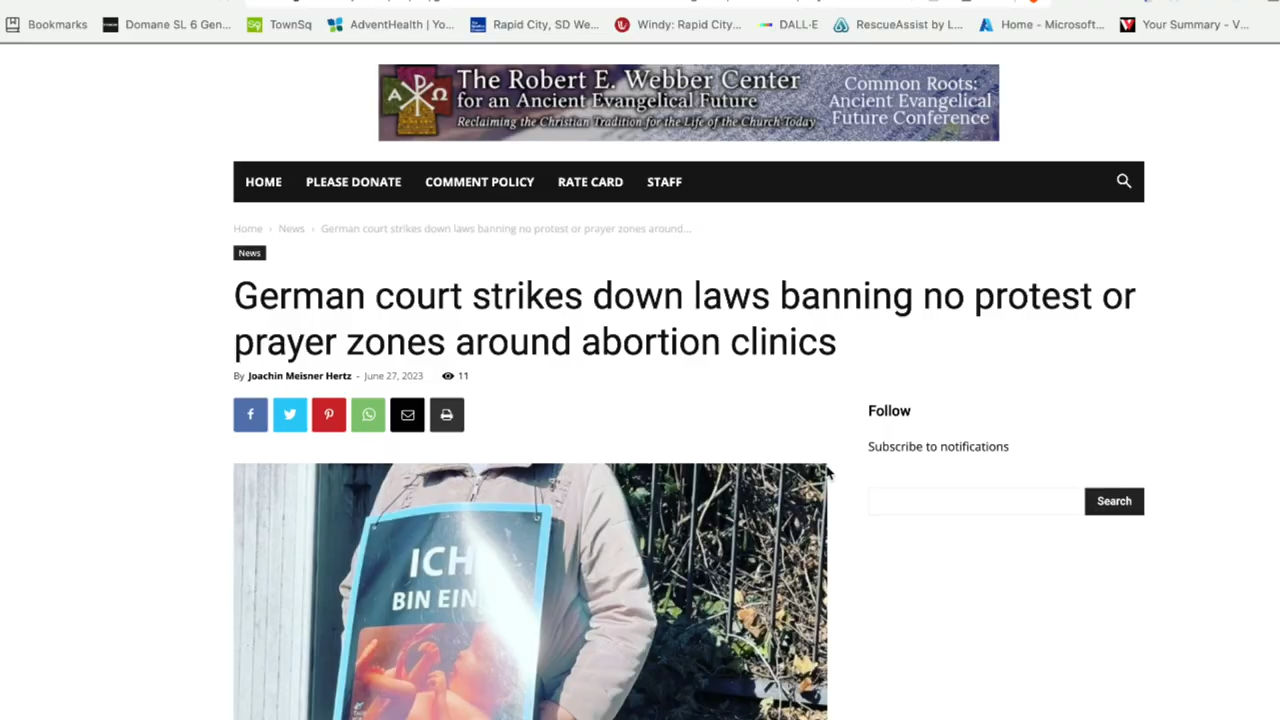 Bookmarks Domane SL 6 Gen... TownSq AdventHealth | Yo... Rapid City, SD We... Windy: Rapid City... DALL·E RescueAssist by L... Home - Microsoft... Your Summary - V...
The Robert E. Webber Center
for an Ancient Evangelical Future
Reclaiming the Christian Tradition for the Life of the Church Today
Common Roots:
Ancient Evangelical
Future Conference
HOME PLEASE DONATE COMMENT POLICY RATE CARD STAFF
Home › News › German court strikes down laws banning no protest or prayer zones around...
News
German court strikes down laws banning no protest or
prayer zones around abortion clinics
By Joachin Meisner Hertz - June 27, 2023 11
Follow
Subscribe to notifications
Search
ICH
BIN EIN